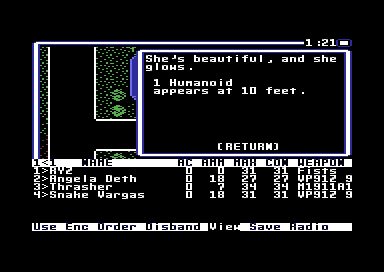 1:21
She's beautiful, and she
glows.
1 Humanoid
appears at 10 feet.
[RETURN]
NAME AC AMM MAX CON WEAPON
0 0 31 31 Fists
2>Angela Deth 0 18 27 27 VP91Z 9
3>Thrasher 0 7 34 34 M1911A1
4>Snake Vargas 0 18 31 31 VP91Z 9
Use Enc Order Disband View Save Radio